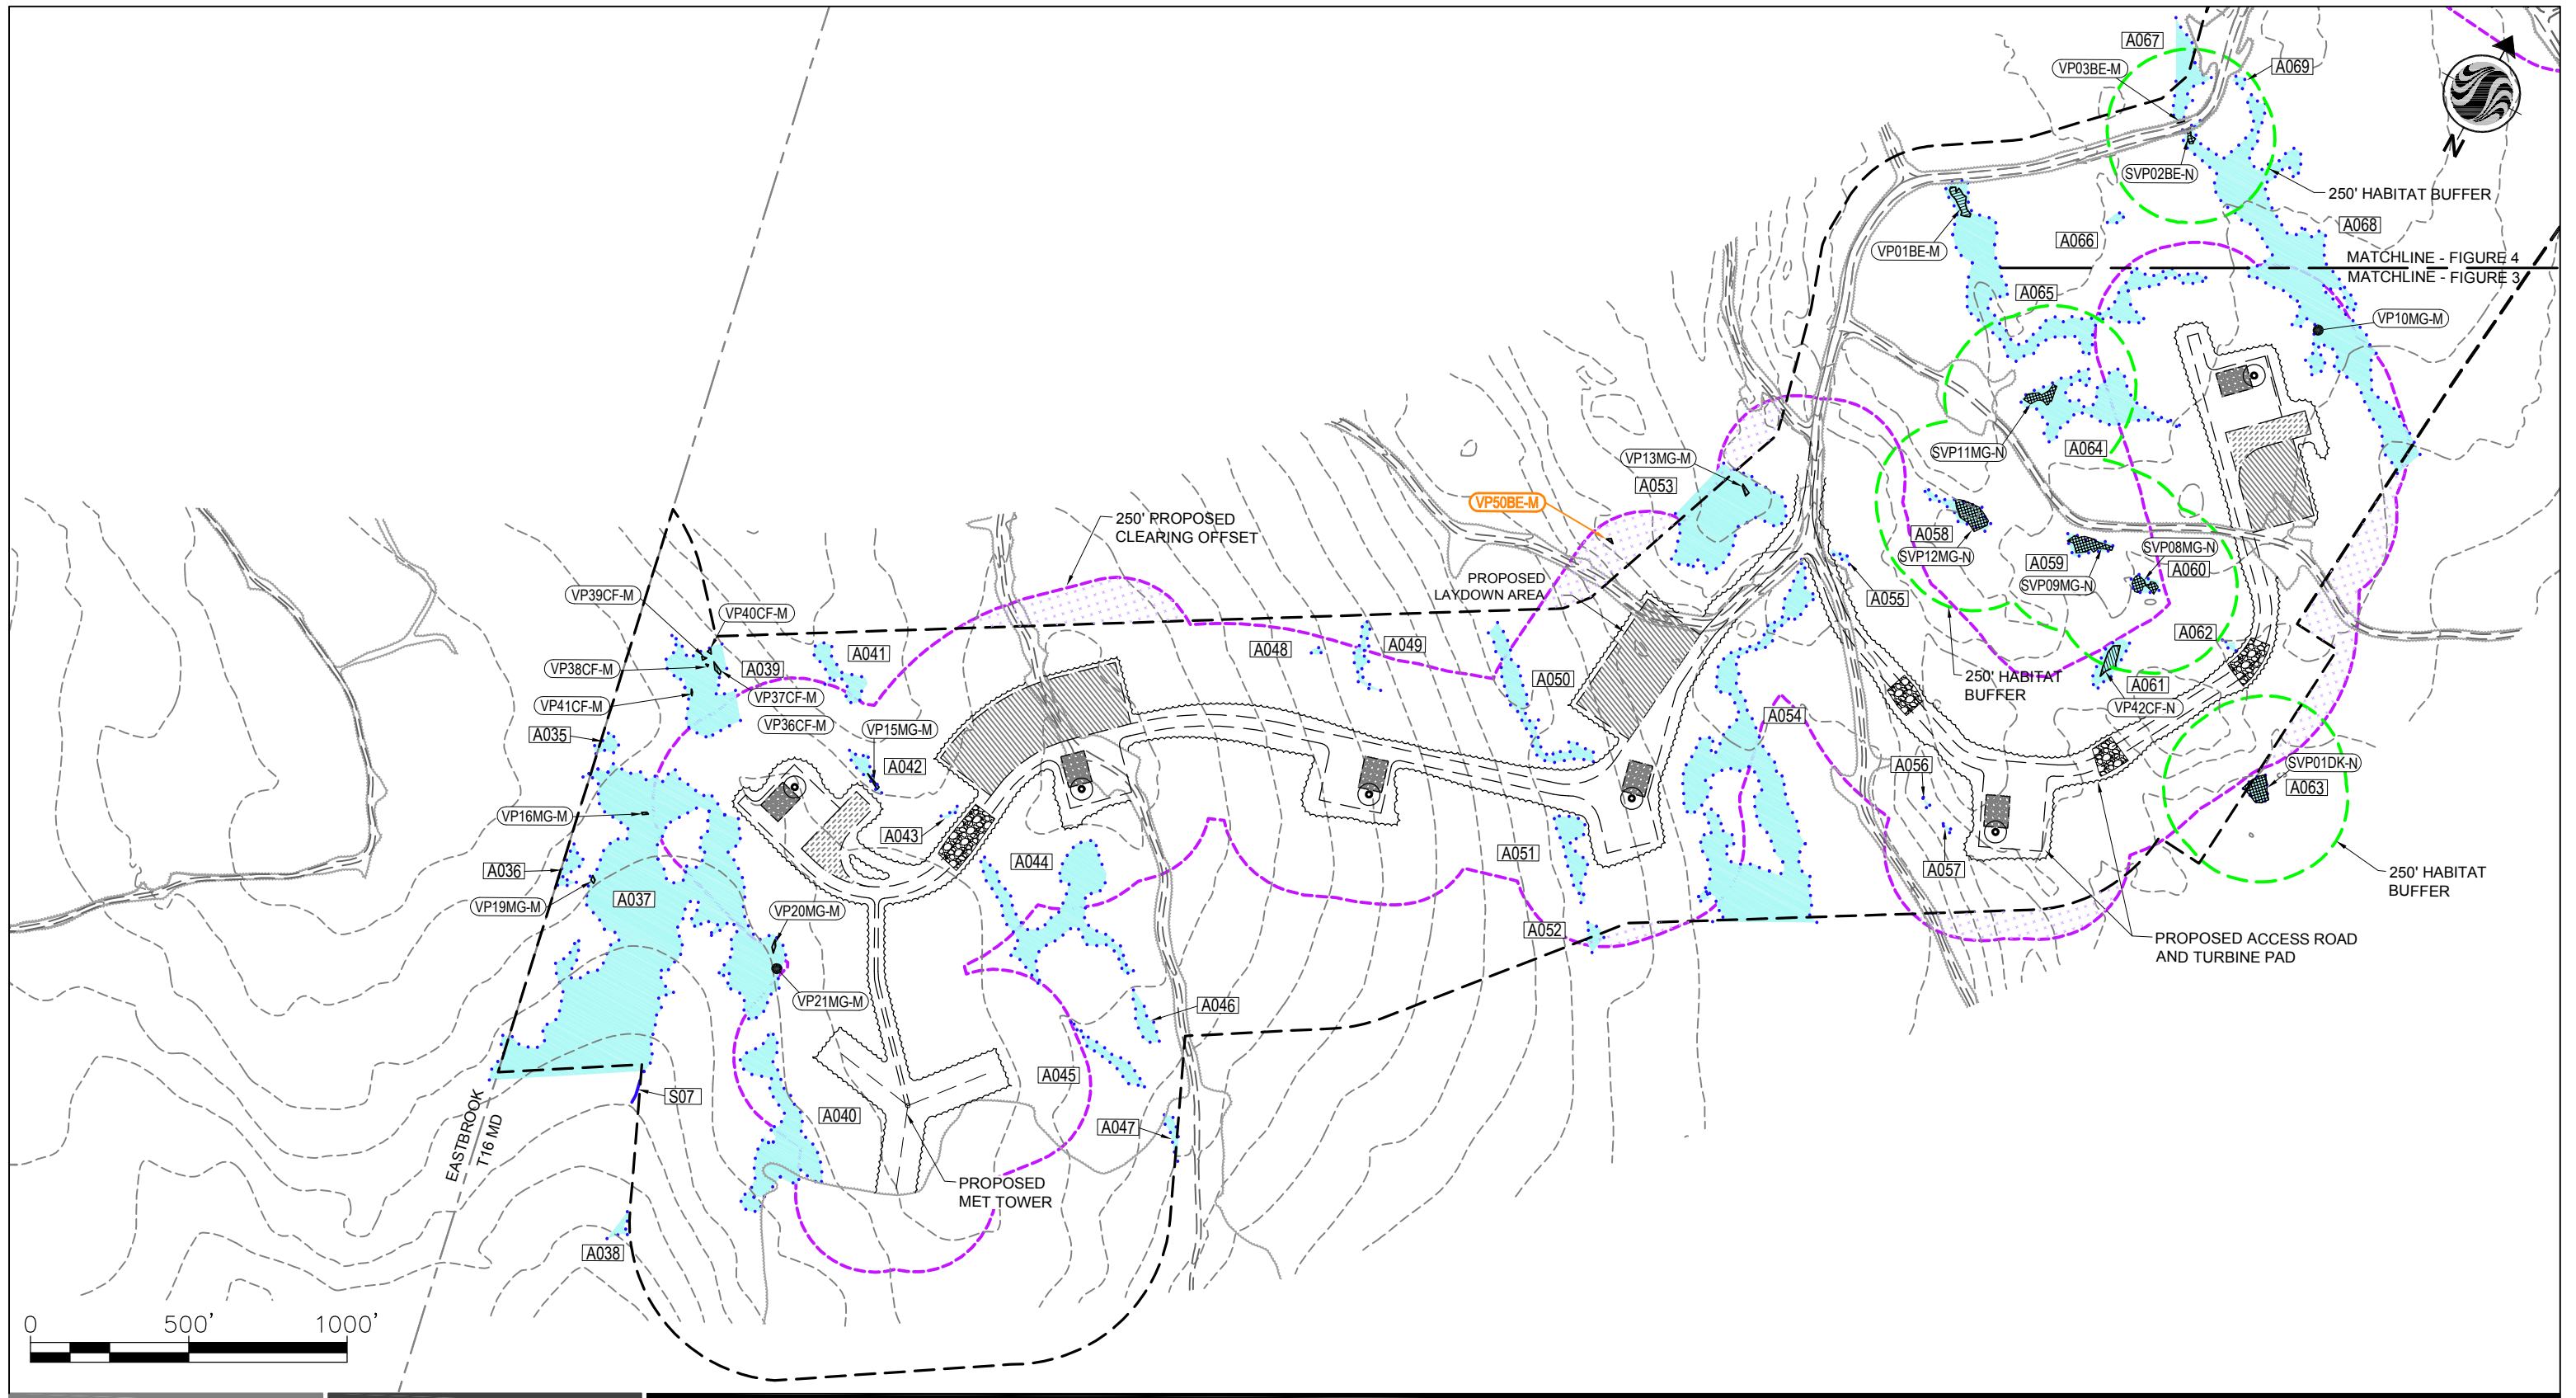 A067
VP03BE-M
A069
N
SVP02BE-N
250' HABITAT BUFFER
A068
VP01BE-M
A066
MATCHLINE - FIGURE 4
MATCHLINE - FIGURE 3
A065
VP10MG-M
SVP11MG-N
A064
VP13MG-M
A053
VP50BE-M
250' PROPOSED
CLEARING OFFSET
A058
SVP12MG-N
A059
SVP09MG-N
SVP08MG-N
A060
PROPOSED
LAYDOWN AREA
A055
VP39CF-M
VP40CF-M
A062
A041
A048
A049
VP38CF-M
A039
VP37CF-M
VP41CF-M
A050
250' HABITAT
BUFFER
A061
VP42CF-N
VP36CF-M
VP15MG-M
A035
A042
A054
A056
SVP01DK-N
A063
VP16MG-M
A043
A044
A051
A057
A036
A037
VP19MG-M
VP20MG-M
250' HABITAT
BUFFER
A052
PROPOSED ACCESS ROAD
AND TURBINE PAD
VP21MG-M
A046
A045
S07
A040
A047
EASTBROOK
T16 MD
PROPOSED
MET TOWER
A038
0 500' 1000'